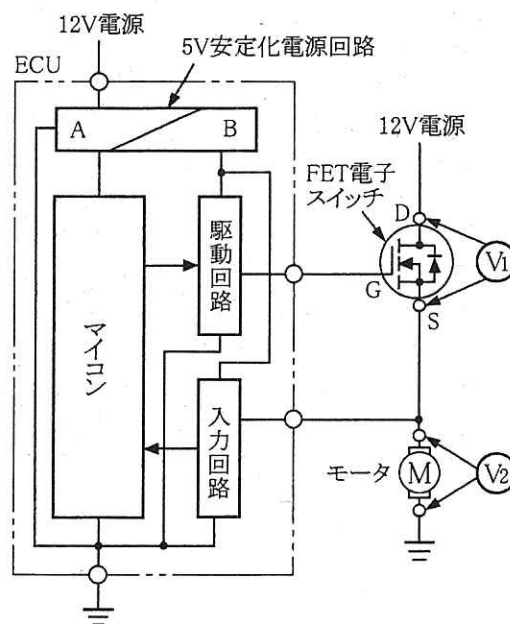 12V電源
5V安定化電源回路
ECU
A
B
12V電源
FET電子
スイッチ
D
V1
G
S
駆動回路
マイコン
入力回路
モータ
M
V2